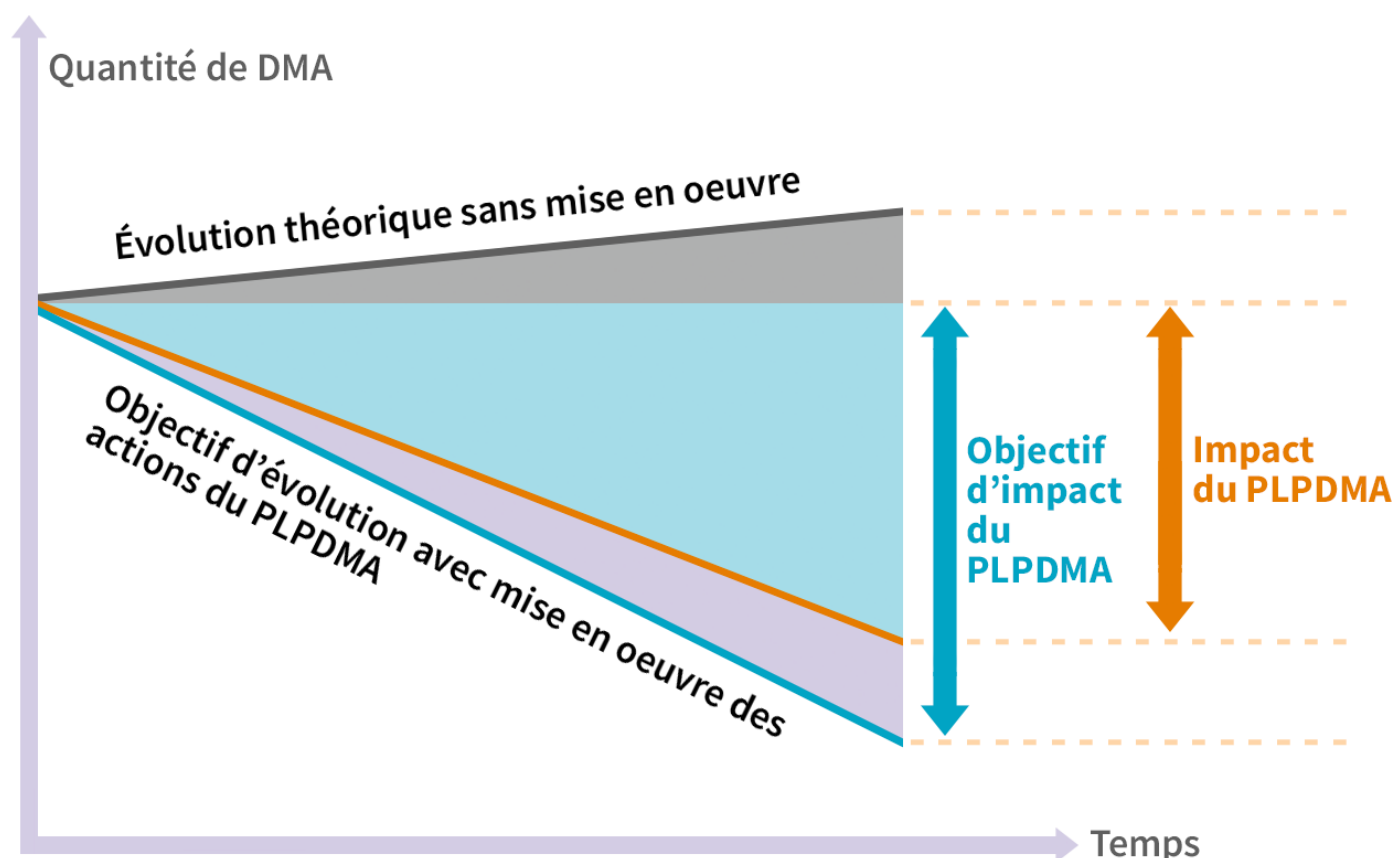 Quantité de DMA
Évolution théorique sans mise en oeuvre
Objectif d'évolution avec mise en oeuvre des
actions du PLPDMA
Objectif
d'impact
du
PLPDMA
Impact
du PLPDMA
Temps